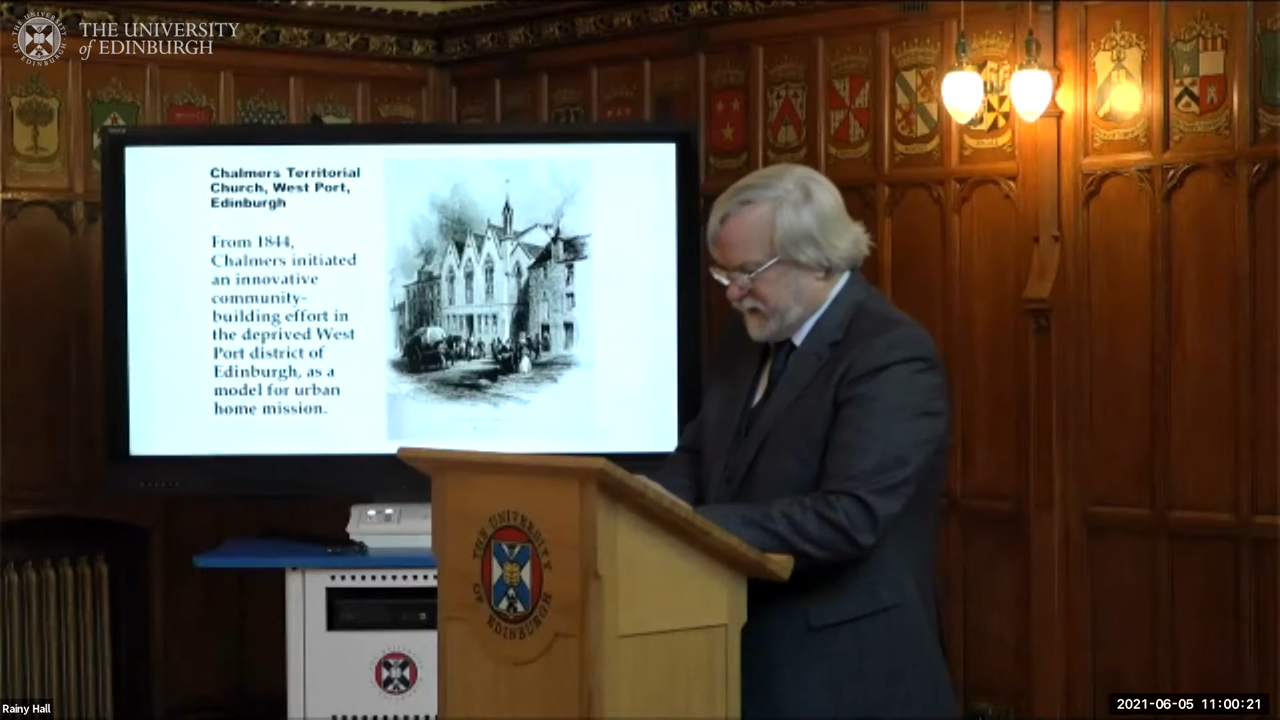 THE UNIVERSITY
of EDINBURGH
Chalmers Territorial
Church, West Port,
Edinburgh
From 1844,
Chalmers initiated
an innovative
community-
building effort in
the deprived West
Port district of
Edinburgh, as a
model for urban
home mission.
THE UNIVERSITY
OF EDINBURGH
Rainy Hall
2021-06-05 11:00:21